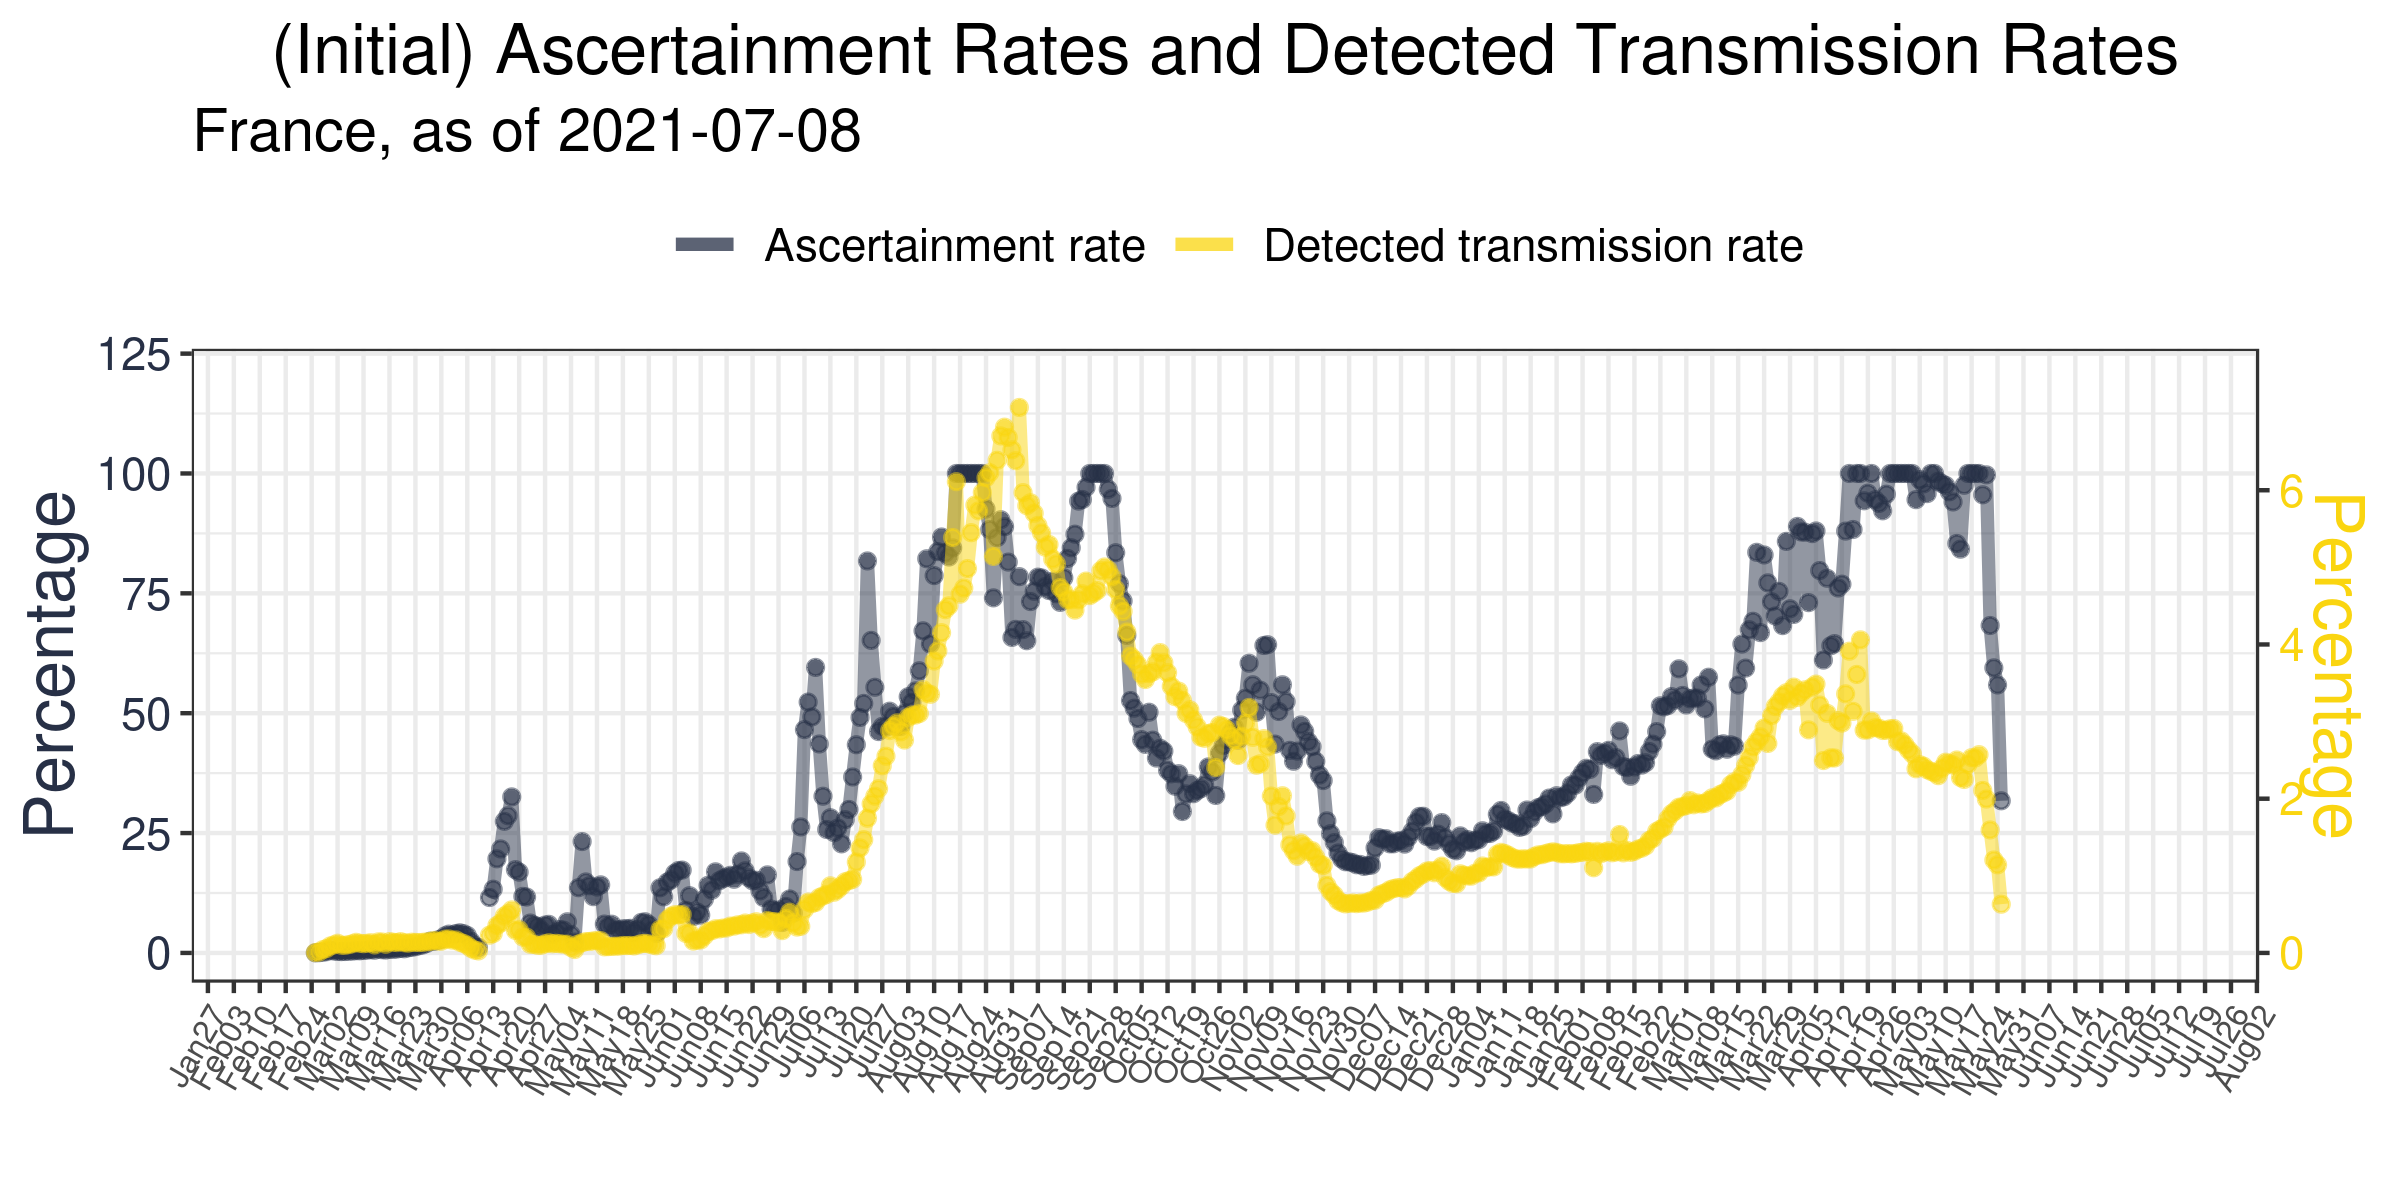 (Initial) Ascertainment Rates and Detected Transmission Rates
France, as of 2021-07-08
Ascertainment rate
Detected transmission rate
Percentage
125
100
75
50
25
0
6
4
2
0
Percentage
Jan27
Feb03
Feb10
Feb17
Feb24
Mar02
Mar09
Mar16
Mar23
Mar30
Apr06
Apr13
Apr20
Apr27
May04
May11
May18
May25
Jun01
Jun08
Jun15
Jun22
Jun29
Jul06
Jul13
Jul20
Jul27
Aug03
Aug10
Aug17
Aug24
Aug31
Sep07
Sep14
Sep21
Sep28
Oct05
Oct12
Oct19
Oct26
Nov02
Nov09
Nov16
Nov23
Nov30
Dec07
Dec14
Dec21
Dec28
Jan04
Jan11
Jan18
Jan25
Feb01
Feb08
Feb15
Feb22
Mar01
Mar08
Mar15
Mar22
Mar29
Apr05
Apr12
Apr19
Apr26
May03
May10
May17
May24
May31
Jun07
Jun14
Jun21
Jun28
Jul05
Jul12
Jul19
Jul26
Aug02